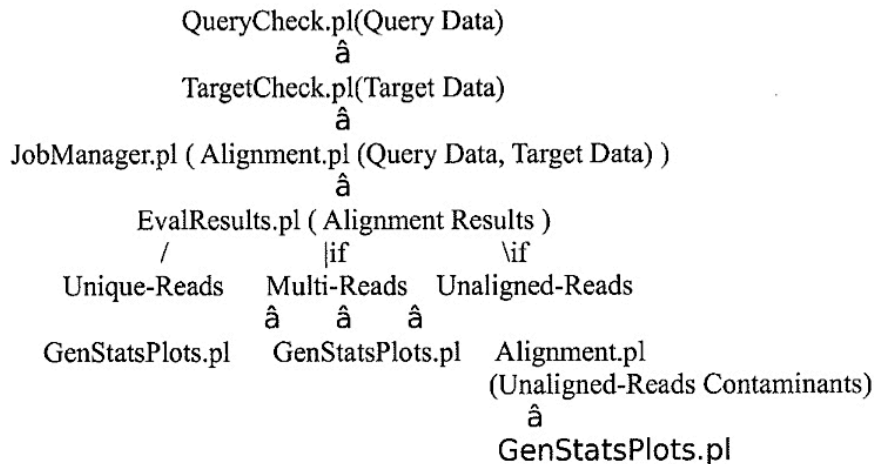 QueryCheck.pl(Query Data)
â
TargetCheck.pl(Target Data)
â
JobManager.pl ( Alignment.pl (Query Data, Target Data) )
â
EvalResults.pl ( Alignment Results )
/ |if \if
Unique-Reads Multi-Reads Unaligned-Reads
â â â
GenStatsPlots.pl GenStatsPlots.pl Alignment.pl
(Unaligned-Reads Contaminants)
â
GenStatsPlots.pl